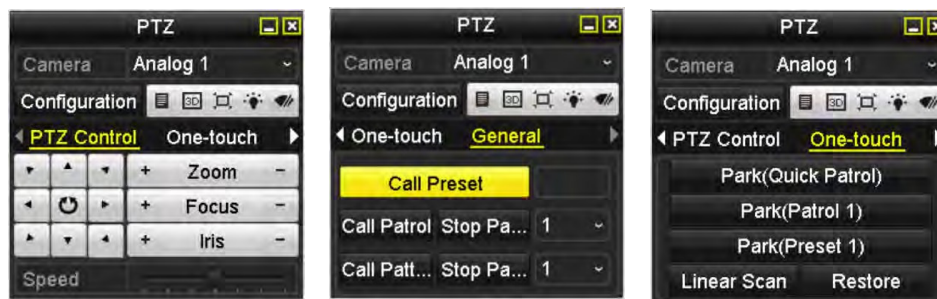 PTZ
Camera Analog 1
Configuration 3D
PTZ Control One-touch
+ Zoom -
+ Focus -
+ Iris -
Speed
PTZ
Camera Analog 1
Configuration 3D
One-touch General
Call Preset
Call Patrol Stop Pa... 1
Call Patt... Stop Pa... 1
PTZ
Camera Analog 1
Configuration 3D
PTZ Control One-touch
Park(Quick Patrol)
Park(Patrol 1)
Park(Preset 1)
Linear Scan Restore